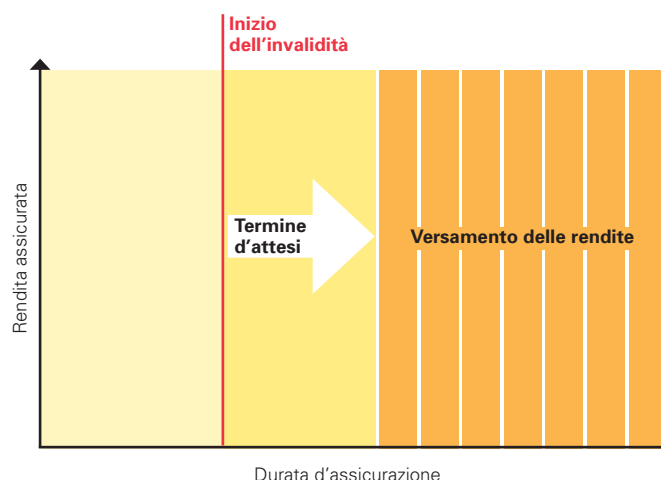 Inizio
dell'invalidità
Rendita assicurata
Termine
d'attesi
Versamento delle rendite
Durata d'assicurazione